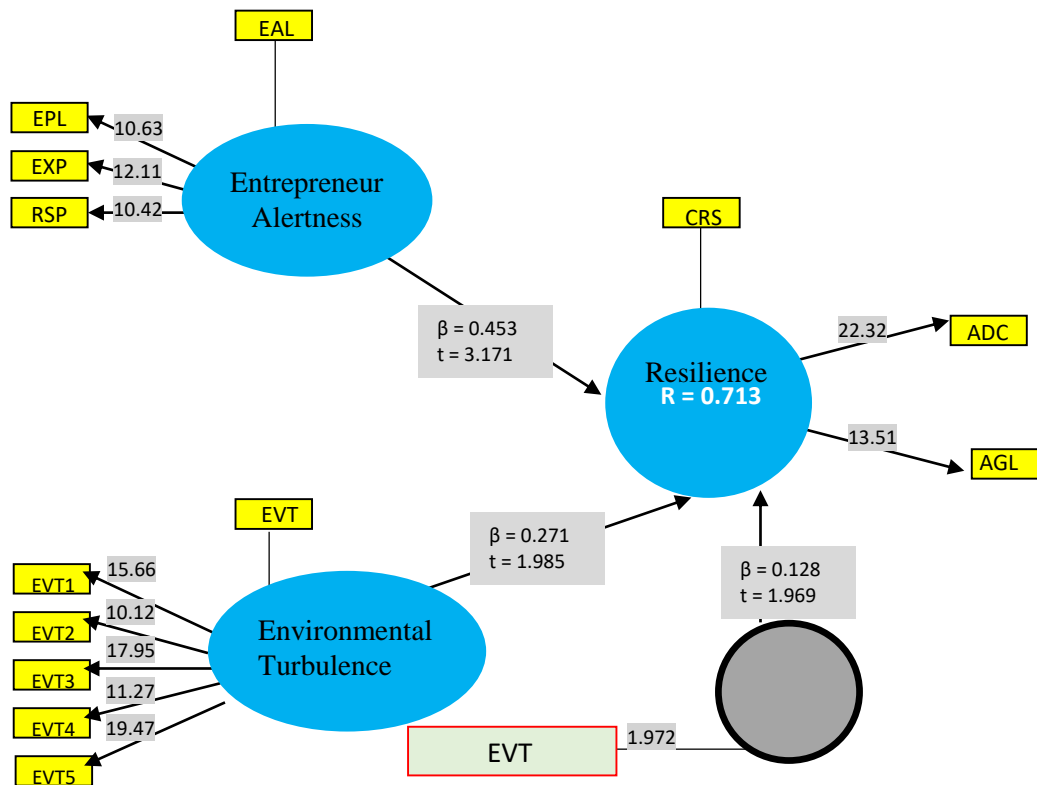 EAL
EPL
10.63
EXP
12.11
RSP
10.42
Entrepreneur
Alertness
CRS
β = 0.453
t = 3.171
22.32
ADC
Resilience
R = 0.713
13.51
AGL
EVT
β = 0.271
t = 1.985
β = 0.128
t = 1.969
EVT1
15.66
EVT2
10.12
EVT3
17.95
EVT4
11.27
EVT5
19.47
Environmental
Turbulence
EVT
1.972